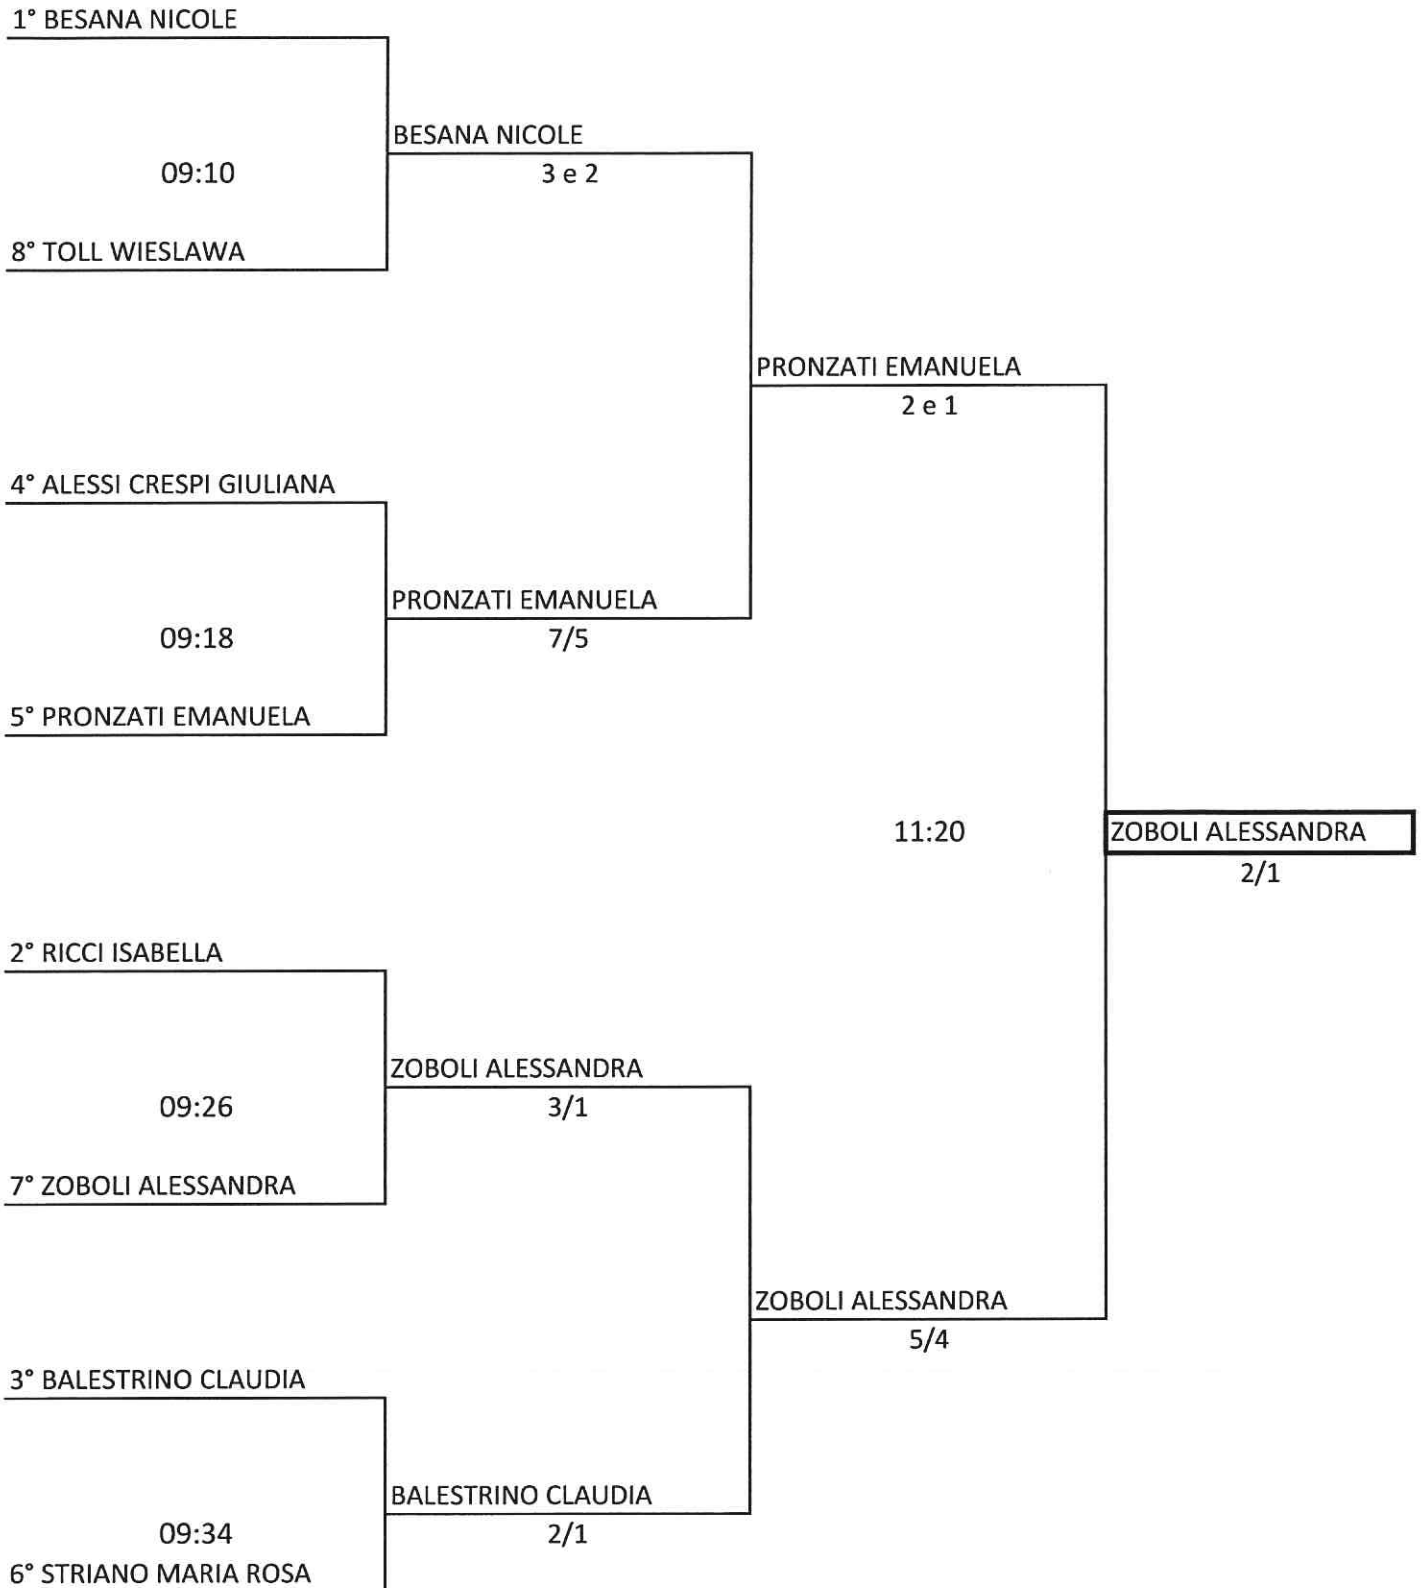 1° BESANA NICOLE
BESANA NICOLE
09:10
3 e 2
8° TOLL WIESLAWA
PRONZATI EMANUELA
2 e 1
4° ALESSI CRESPI GIULIANA
PRONZATI EMANUELA
09:18
7/5
5° PRONZATI EMANUELA
11:20
ZOBOLI ALESSANDRA
2/1
2° RICCI ISABELLA
ZOBOLI ALESSANDRA
09:26
3/1
7° ZOBOLI ALESSANDRA
ZOBOLI ALESSANDRA
5/4
3° BALESTRINO CLAUDIA
BALESTRINO CLAUDIA
09:34
2/1
6° STRIANO MARIA ROSA